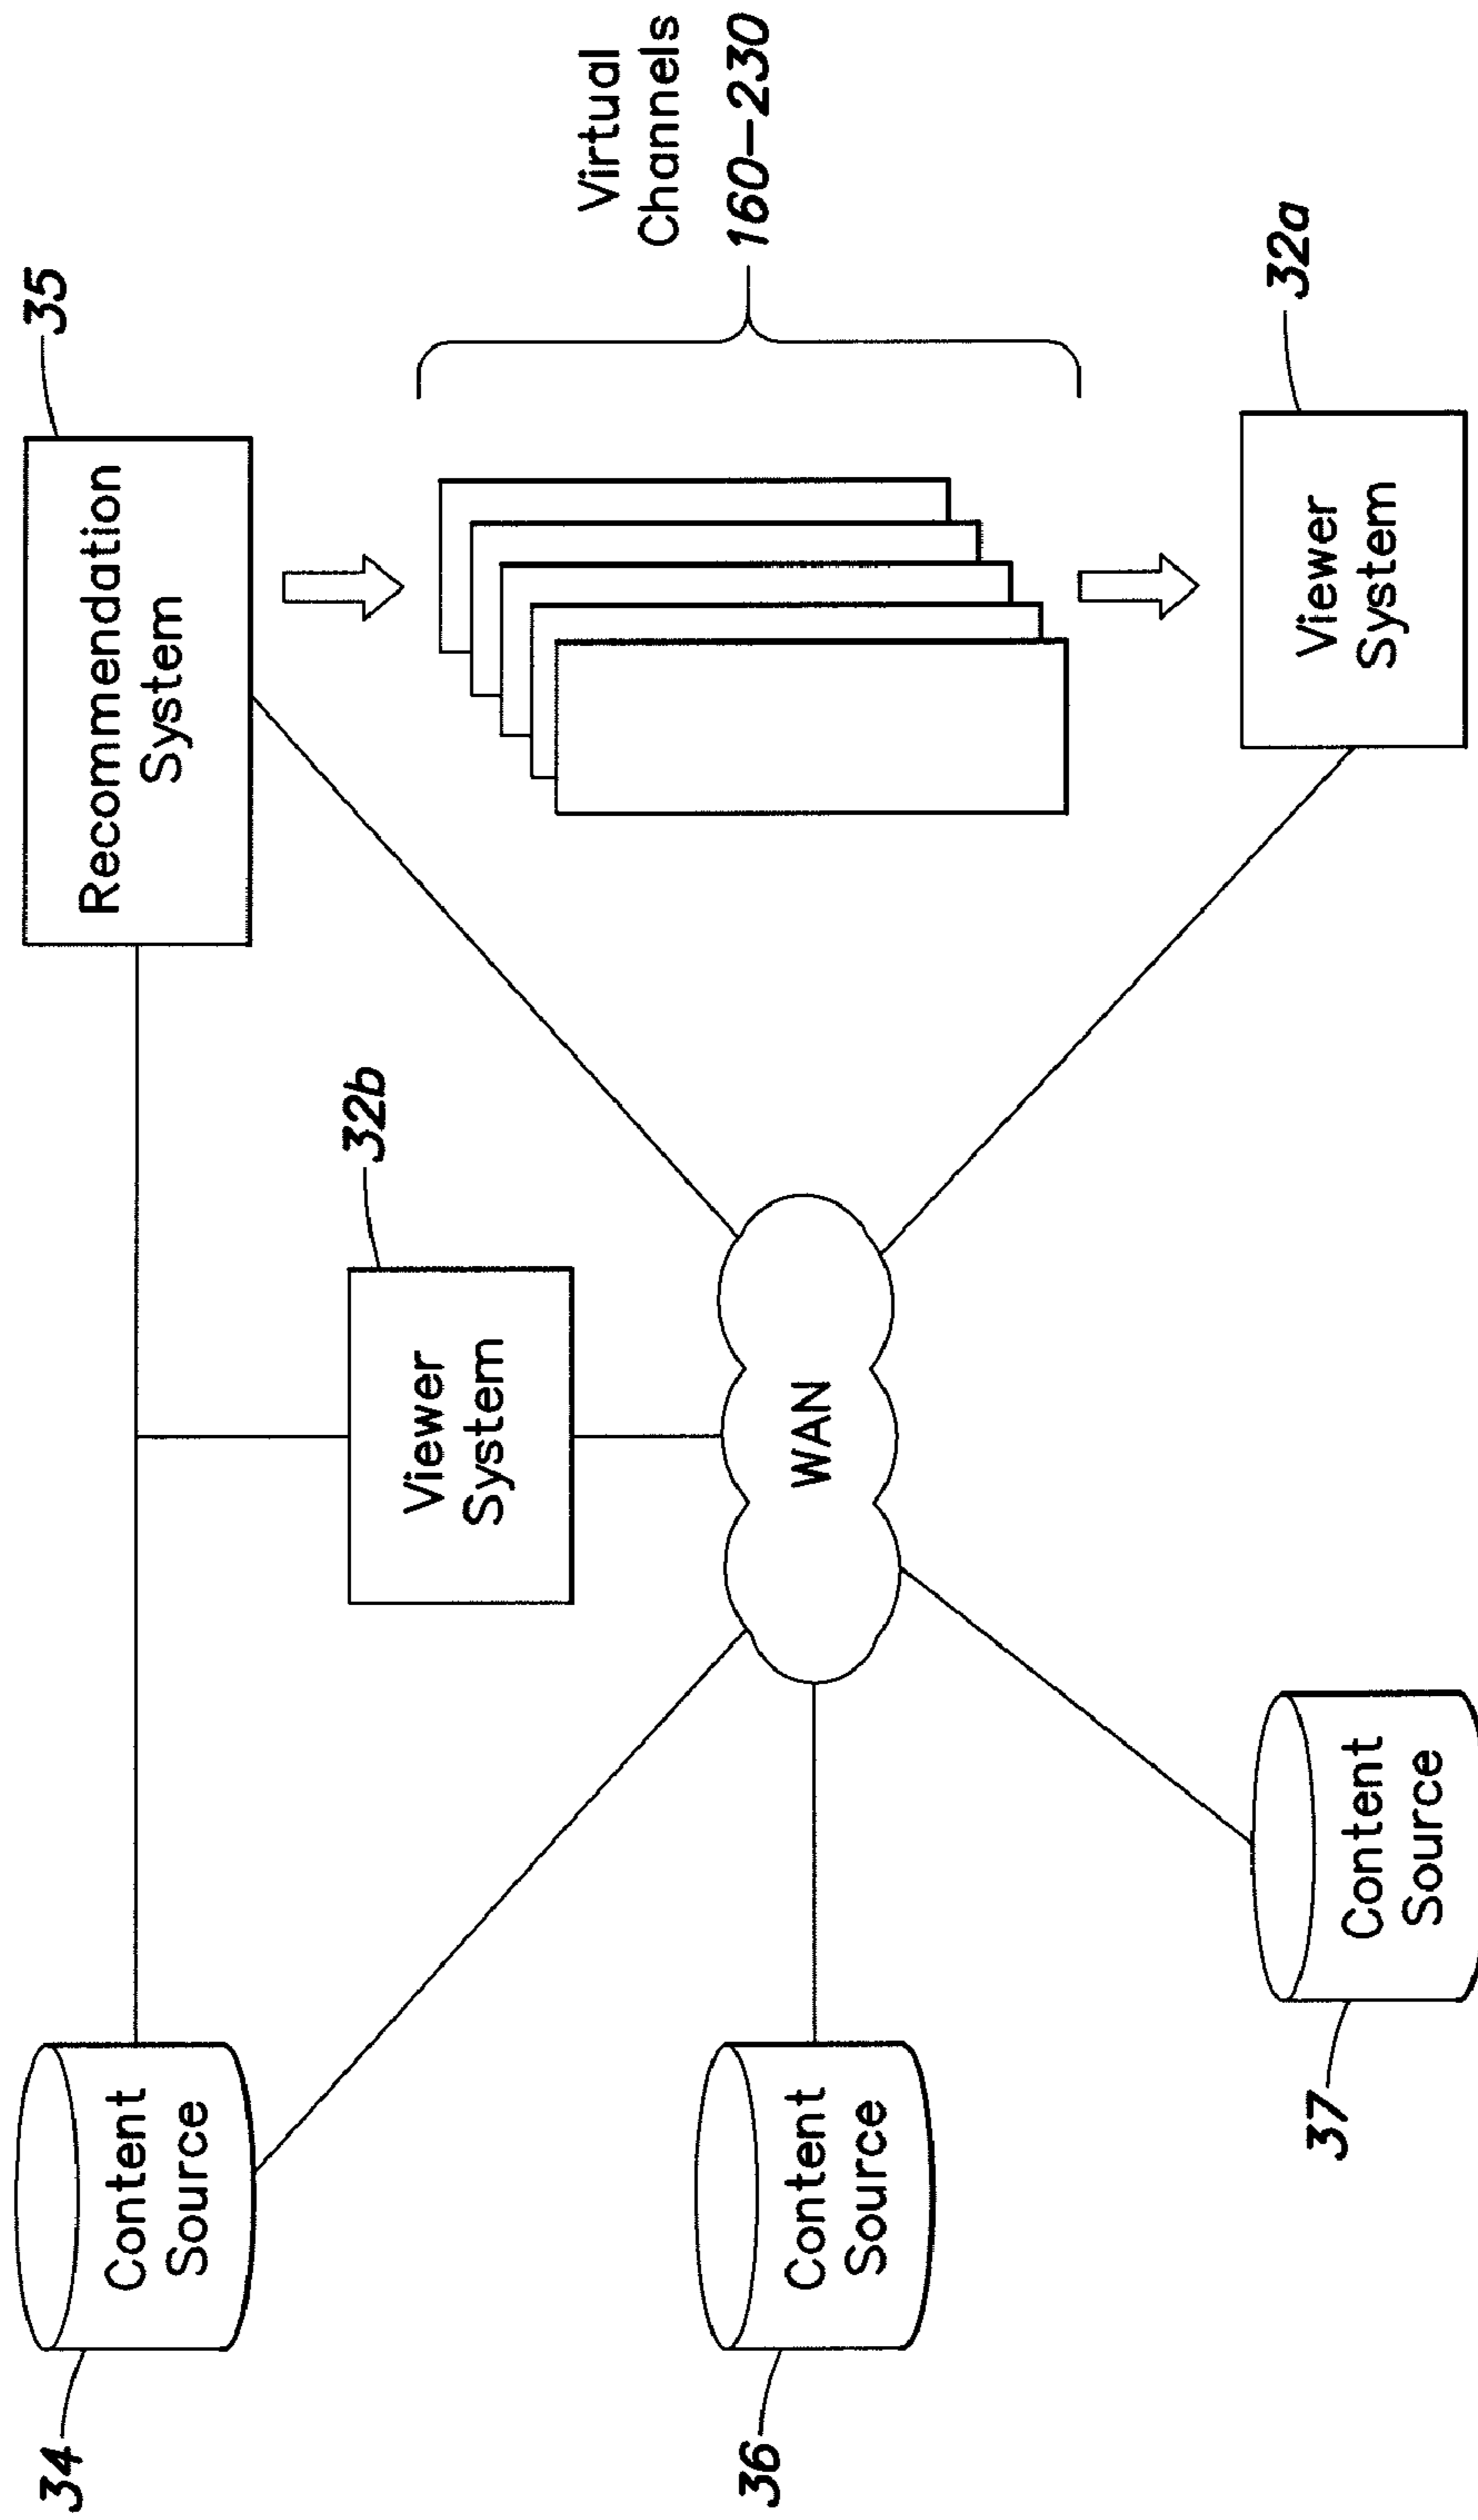 34
Content
Source
Recommendation
System
35
Viewer
System
32b
Virtual
Channels
160–230
WAN
36
Content
Source
37
Content
Source
Viewer
System
32a